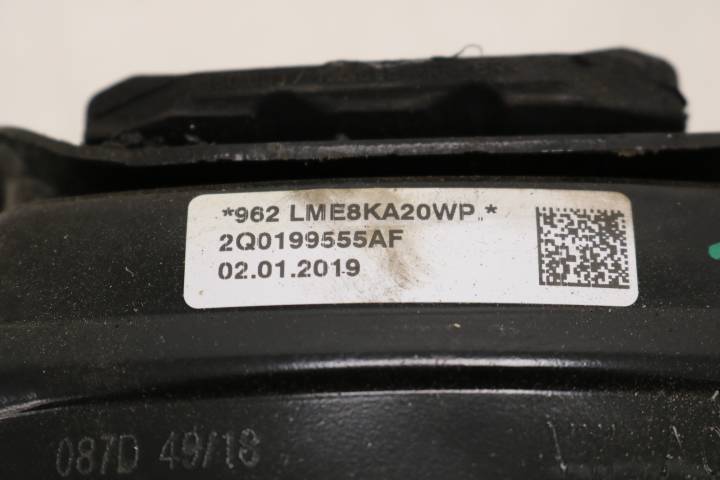 *962 LME8KA20WP *
2Q0199555AF
02.01.2019
087D 49/18